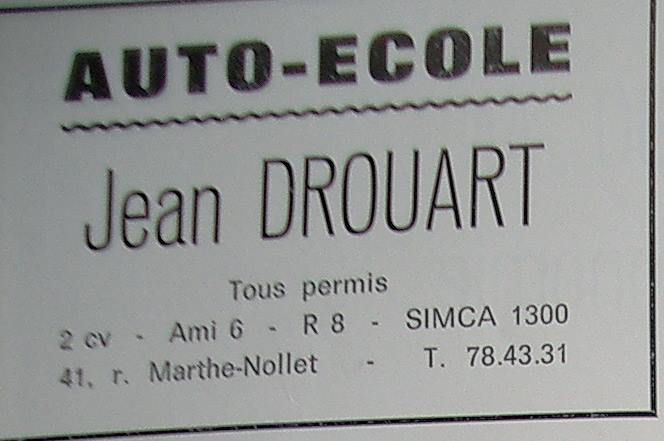 AUTO-ECOLE
Jean DROUART
Tous permis
2 cv - Ami 6 - R 8 - SIMCA 1300
41, r. Marthe-Nollet - T. 78.43.31